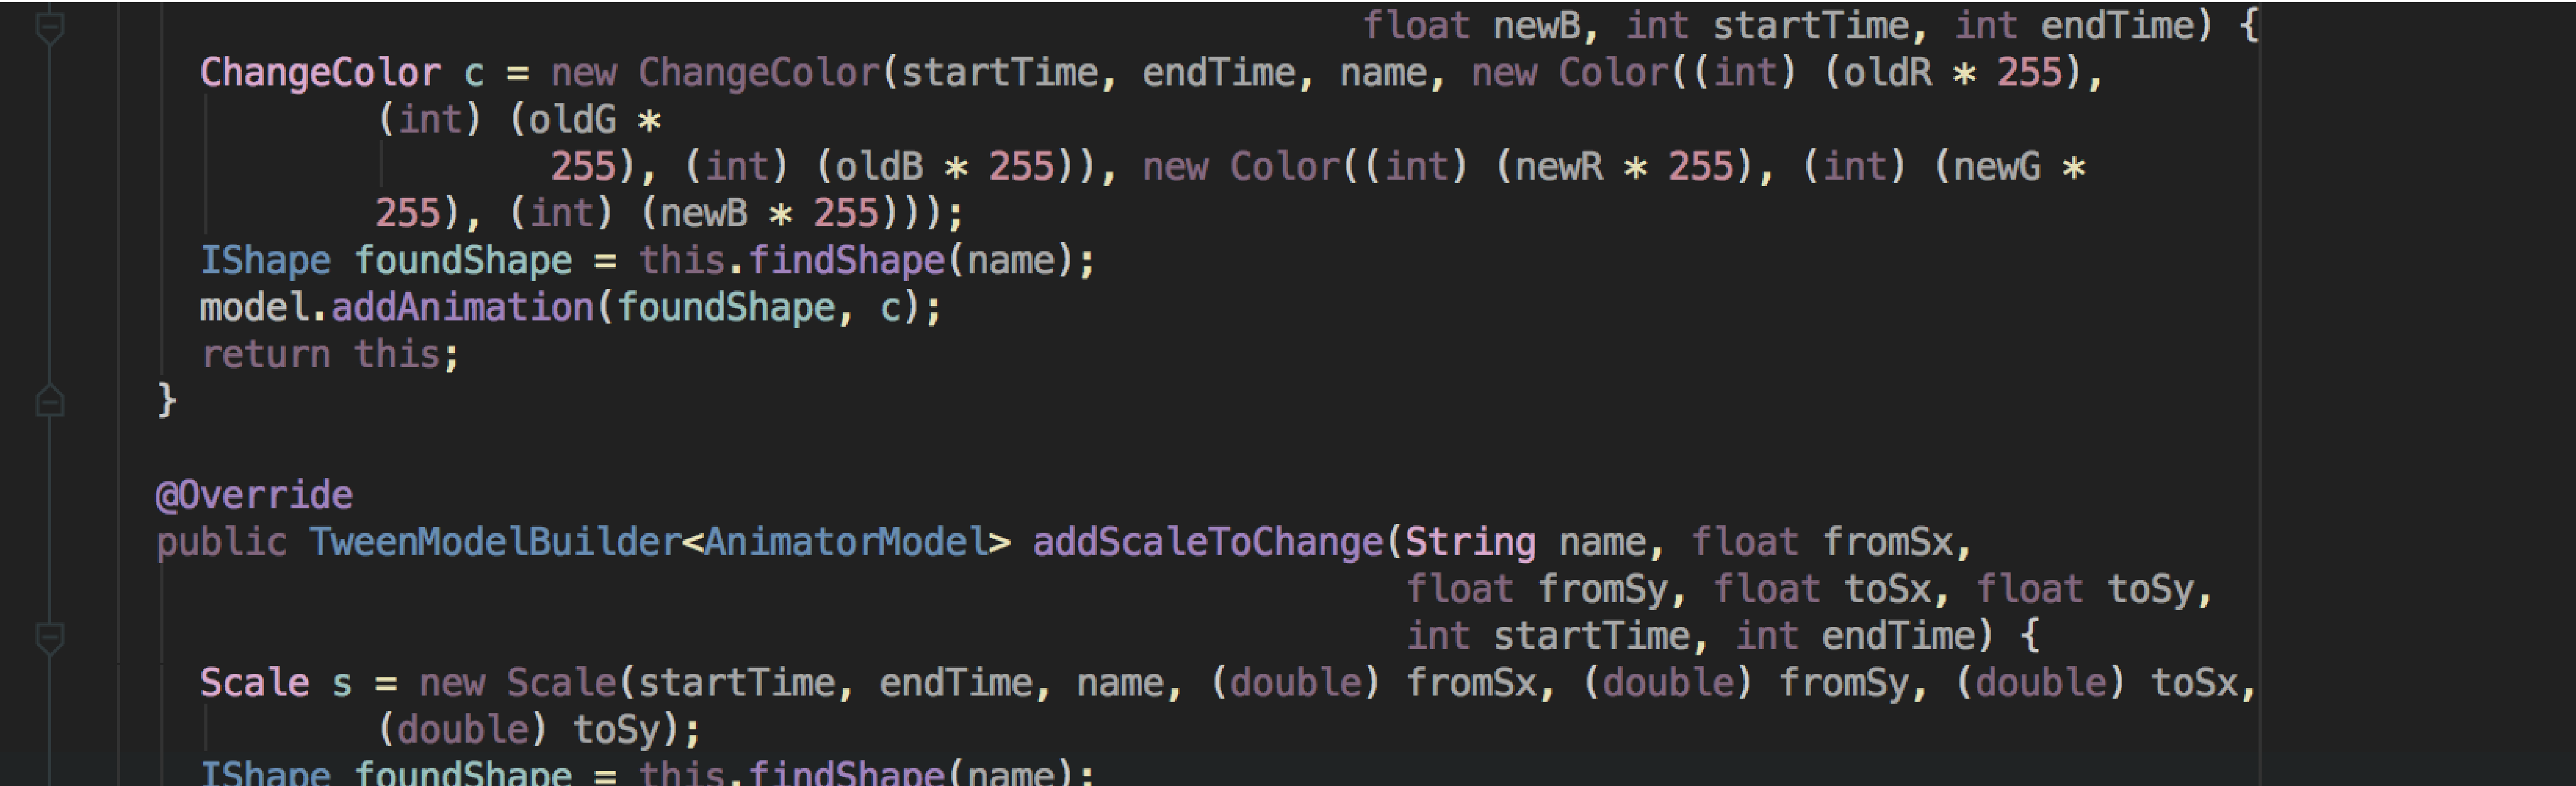 float newB, int startTime, int endTime) {
ChangeColor c = new ChangeColor(startTime, endTime, name, new Color((int) (oldR * 255),
(int) (oldG *
255), (int) (oldB * 255)), new Color((int) (newR * 255), (int) (newG *
255), (int) (newB * 255)));
IShape foundShape = this.findShape(name);
model.addAnimation(foundShape, c);
return this;
}
@Override
public TweenModelBuilder<AnimatorModel> addScaleToChange(String name, float fromSx,
float fromSy, float toSx, float toSy,
int startTime, int endTime) {
Scale s = new Scale(startTime, endTime, name, (double) fromSx, (double) fromSy, (double) toSx,
(double) toSy);
IShape foundShape = this.findShape(name);